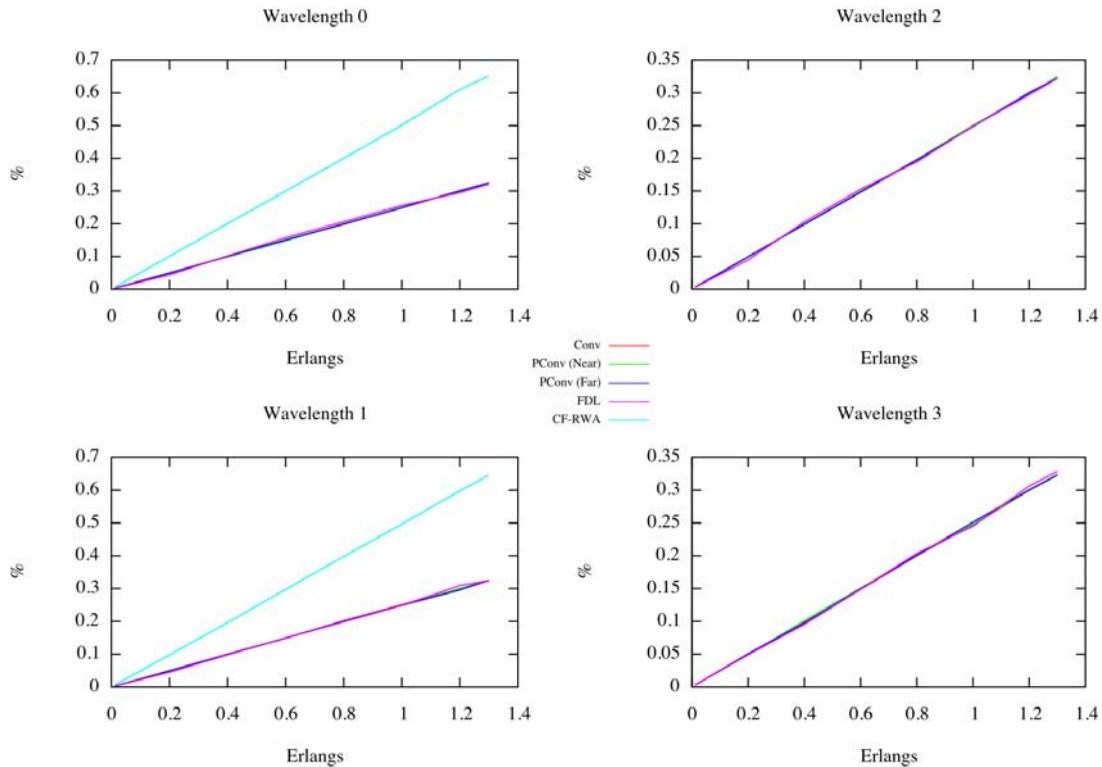 Wavelength 0
0.7
0.6
0.5
0.4
0.3
0.2
0.1
0
%
0 0.2 0.4 0.6 0.8 1 1.2 1.4
Erlangs
Wavelength 2
0.35
0.3
0.25
0.2
0.15
0.1
0.05
0
%
0 0.2 0.4 0.6 0.8 1 1.2 1.4
Erlangs
Conv
PConv (Near)
PConv (Far)
FDL
CF-RWA
Wavelength 1
0.7
0.6
0.5
0.4
0.3
0.2
0.1
0
%
0 0.2 0.4 0.6 0.8 1 1.2 1.4
Erlangs
Wavelength 3
0.35
0.3
0.25
0.2
0.15
0.1
0.05
0
%
0 0.2 0.4 0.6 0.8 1 1.2 1.4
Erlangs